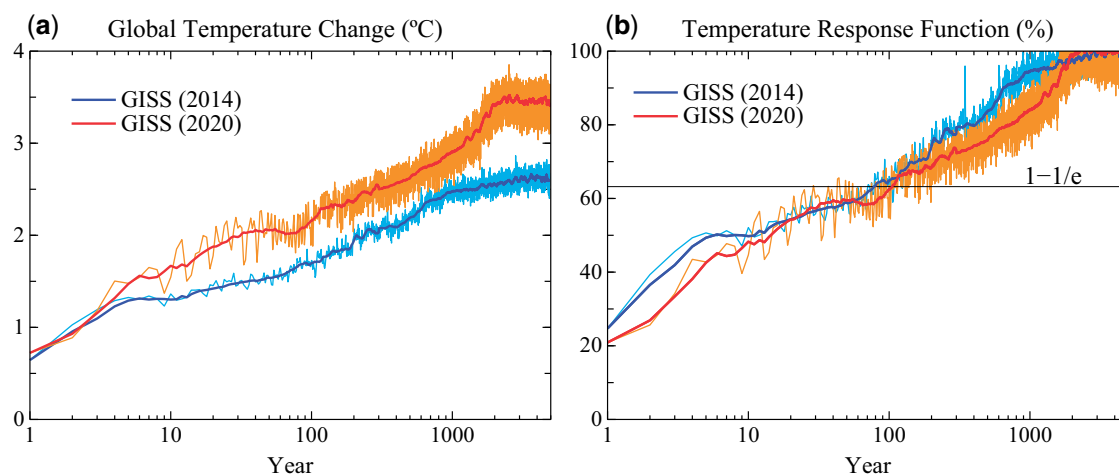 (a) Global Temperature Change (ºC)
4
3
2
1
0
GISS (2014)
GISS (2020)
1 10 100 1000
Year
(b) Temperature Response Function (%)
100
80
60
40
20
0
GISS (2014)
GISS (2020)
1−1/e
1 10 100 1000
Year